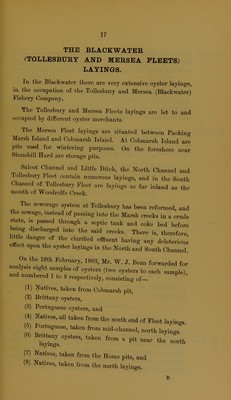 17
THE BLACKWATER
(TOLLESBURY AND MERSEA FLEETS)
LAYINGS.
In the Blackwater there are very extensive oyster layings,
in the occupation of the Tollesbury and Mersea (Blackwater)
Fishery Company.
The Tollesbury and Mersea Fleets layings are let to and
occupied by different oyster merchants.
The Mersea Fleet layings are situated between Packing
Marsh Island and Cobmarsh Island. At Cobmarsh Island are
pits used for wintering purposes. On the foreshore near
Stonehill Hard are storage pits.
Salcot Channel and Little Ditch, the North Channel and
Tollesbury Fleet contain numerous layings, and in the South
Channel of Tollesbury Fleet are layings as far inland as the
mouth of Woodrolfe Creek.
The sewerage system at Tollesbury has been reformed, and
the sewage, instead of passing into the Marsh creeks in a crude
state, is passed through a septic tank and coke bed before
being discharged into the said creeks. There is, therefore,
little danger of the clarified effluent having any deleterious
effect upon the oyster layings in the North and South Channel.
On the 19th February, 1903, Mr. W. J. Bean forwarded for
analysis eight samples of oysters (two oysters to each sample),
and numbered 1 to 8 respectively, consisting of—
(1) Natives, taken from Cobmarsh pit,
(2) Brittany oysters,
(3) Portuguese oysters, and
(4) Natives, all taken from the south end of Fleet layings.
(5) Portuguese, taken from mid-channel, north layings.
(6) Brittany oysters, taken from a pit near the north
layings.
(7) Natives, taken from the Home pits, and
(8) Natives, taken from the north layings.
B